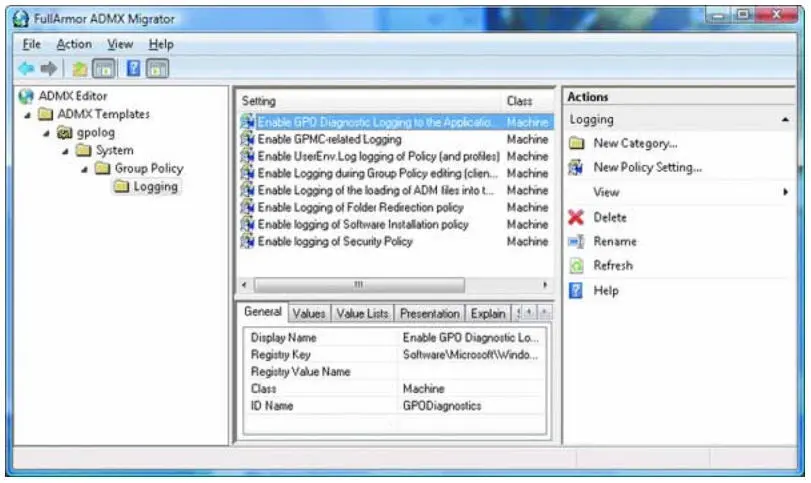 FullArmor ADMX Migrator
File Action View Help
ADMX Editor
ADMX Templates
gpolog
System
Group Policy
Logging
Setting Class
Enable GPO Diagnostic Logging to the Applicatio... Machine
Enable GPMC-related Logging Machine
Enable UserEnv.Log logging of Policy (and profiles) Machine
Enable Logging during Group Policy editing (clien... Machine
Enable Logging of the loading of ADM files into t... Machine
Enable Logging of Folder Redirection policy Machine
Enable logging of Software Installation policy Machine
Enable logging of Security Policy Machine
General Values Value Lists Presentation Explain
Display Name Enable GPO Diagnostic Lo...
Registry Key Software\Microsoft\Windo...
Registry Value Name
Class Machine
ID Name GPODiagnostics
Actions
Logging
New Category...
New Policy Setting...
View
Delete
Rename
Refresh
Help